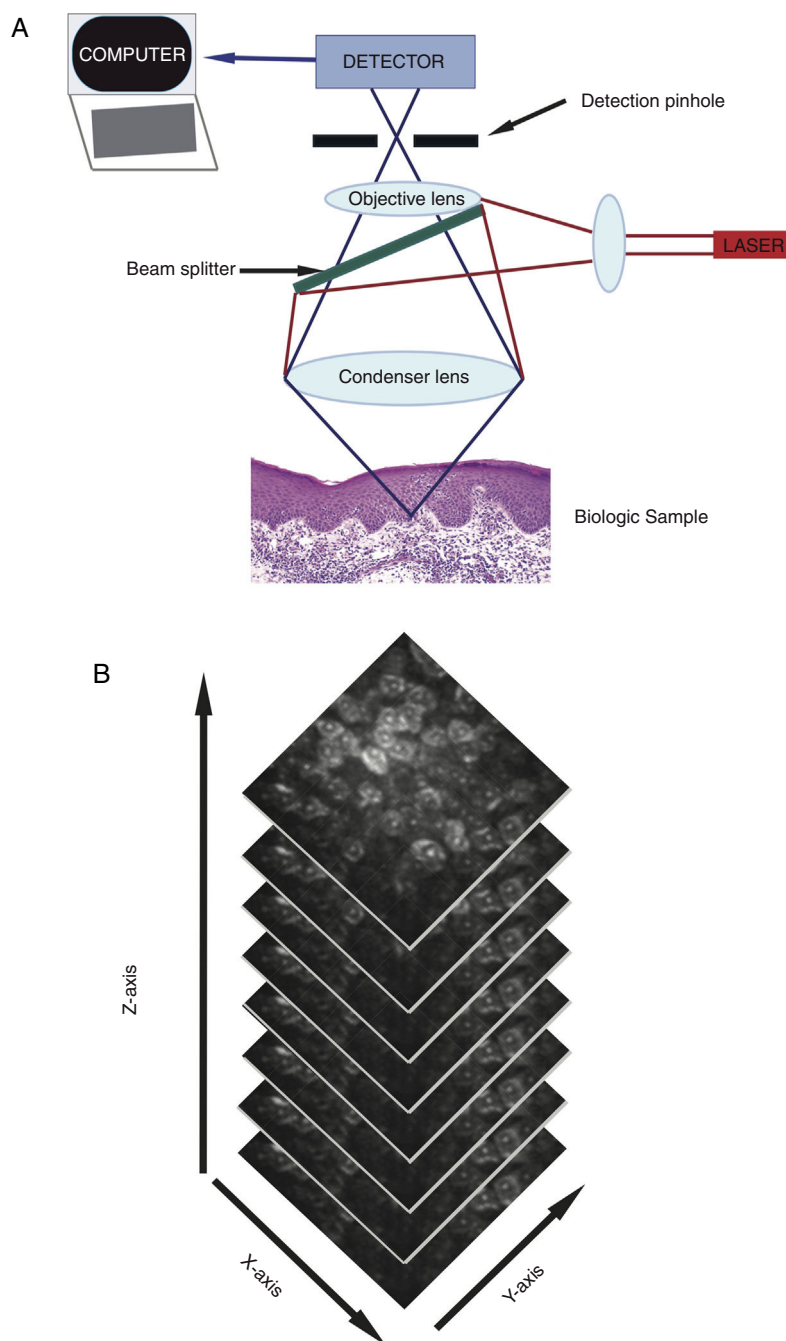 A
COMPUTER
DETECTOR
Detection pinhole
Objective lens
LASER
Beam splitter
Condenser lens
Biologic Sample
B
Z-axis
X-axis
Y-axis